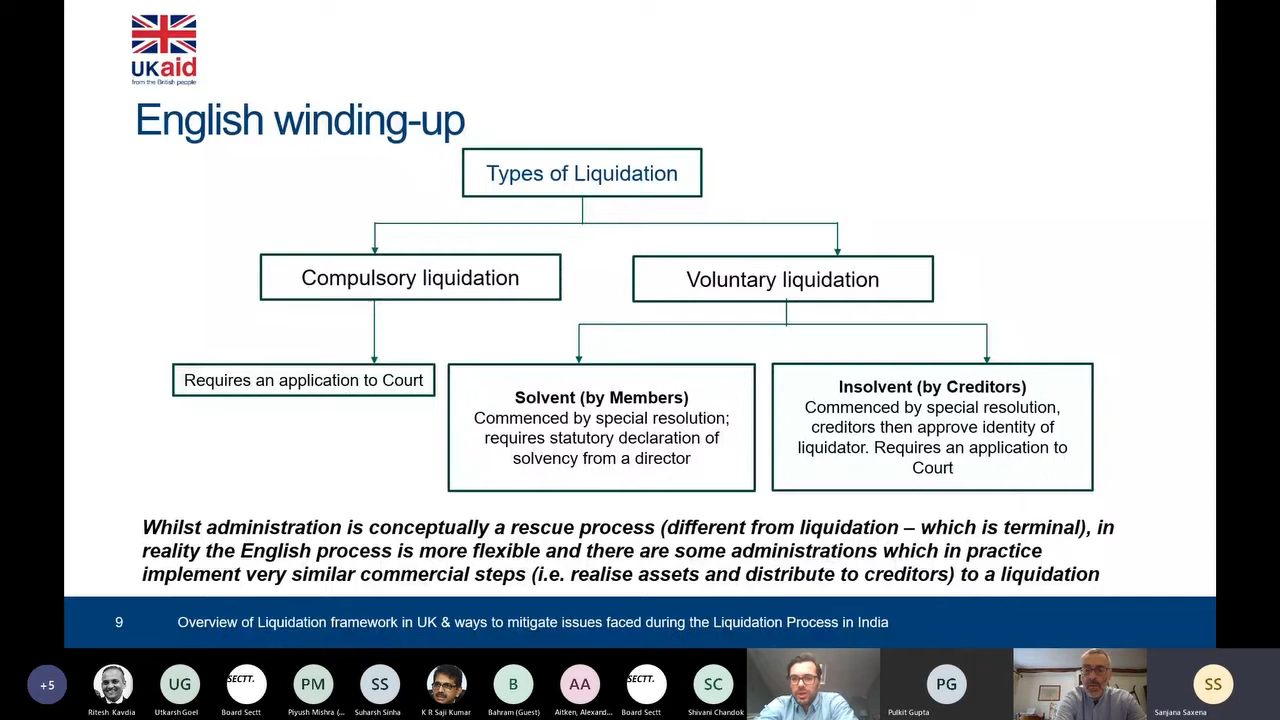 UKaid
from the British people
English winding-up
Types of Liquidation
Compulsory liquidation
Voluntary liquidation
Requires an application to Court
Solvent (by Members)
Commenced by special resolution;
requires statutory declaration of
solvency from a director
Insolvent (by Creditors)
Commenced by special resolution,
creditors then approve identity of
liquidator. Requires an application to
Court
Whilst administration is conceptually a rescue process (different from liquidation – which is terminal), in
reality the English process is more flexible and there are some administrations which in practice
implement very similar commercial steps (i.e. realise assets and distribute to creditors) to a liquidation
9 Overview of Liquidation framework in UK & ways to mitigate issues faced during the Liquidation Process in India
+5 UG SECTT. PM SS B AA SECTT. SC PG SS
Ritesh Kavdia Utkarsh Goel Board Sectt Piyush Mishra (... Suharsh Sinha K R Saji Kumar Bahram (Guest) Aitken, Alexand... Board Sectt Shivani Chandok Pulkit Gupta Sanjana Saxena